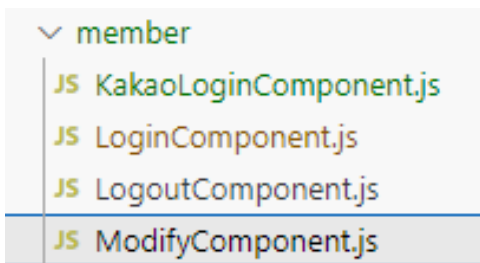 member
JS KakaoLoginComponent.js
JS LoginComponent.js
JS LogoutComponent.js
JS ModifyComponent.js